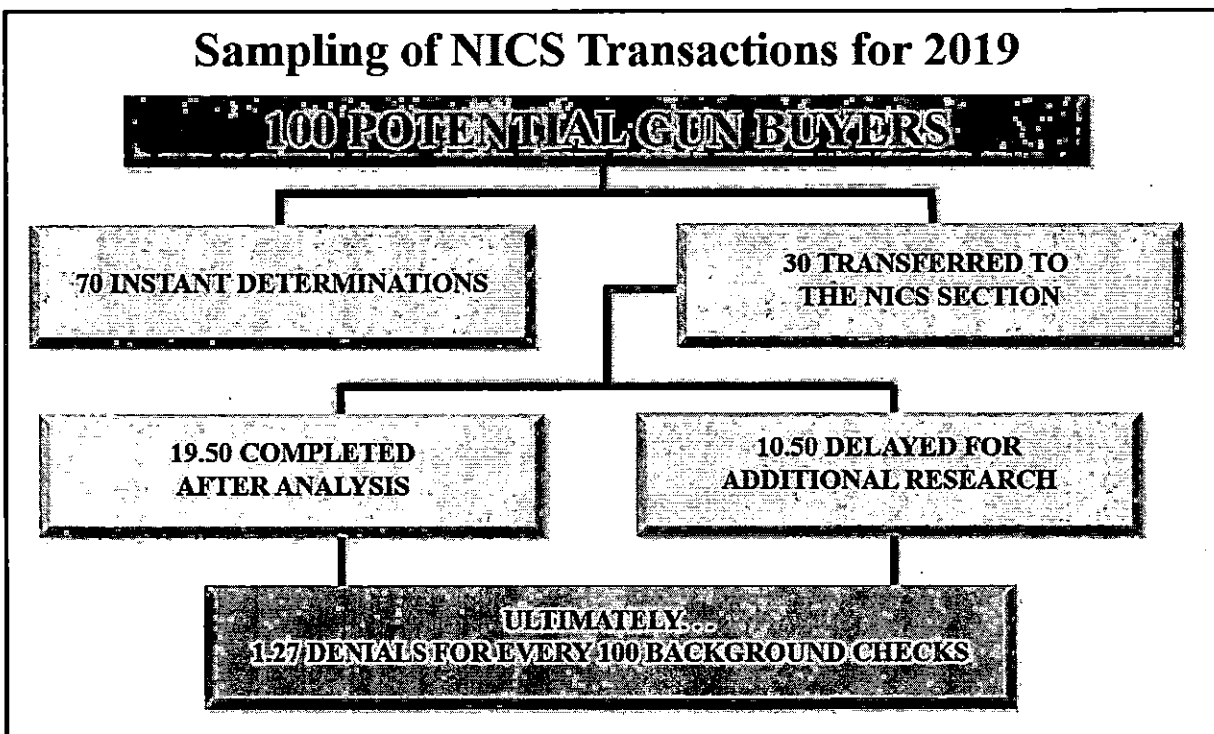 Sampling of NICS Transactions for 2019
100 POTENTIAL GUN BUYERS
70 INSTANT DETERMINATIONS
30 TRANSFERRED TO
THE NICS SECTION
19.50 COMPLETED
AFTER ANALYSIS
10.50 DELAYED FOR
ADDITIONAL RESEARCH
ULTIMATELY...
1.27 DENIALS FOR EVERY 100 BACKGROUND CHECKS